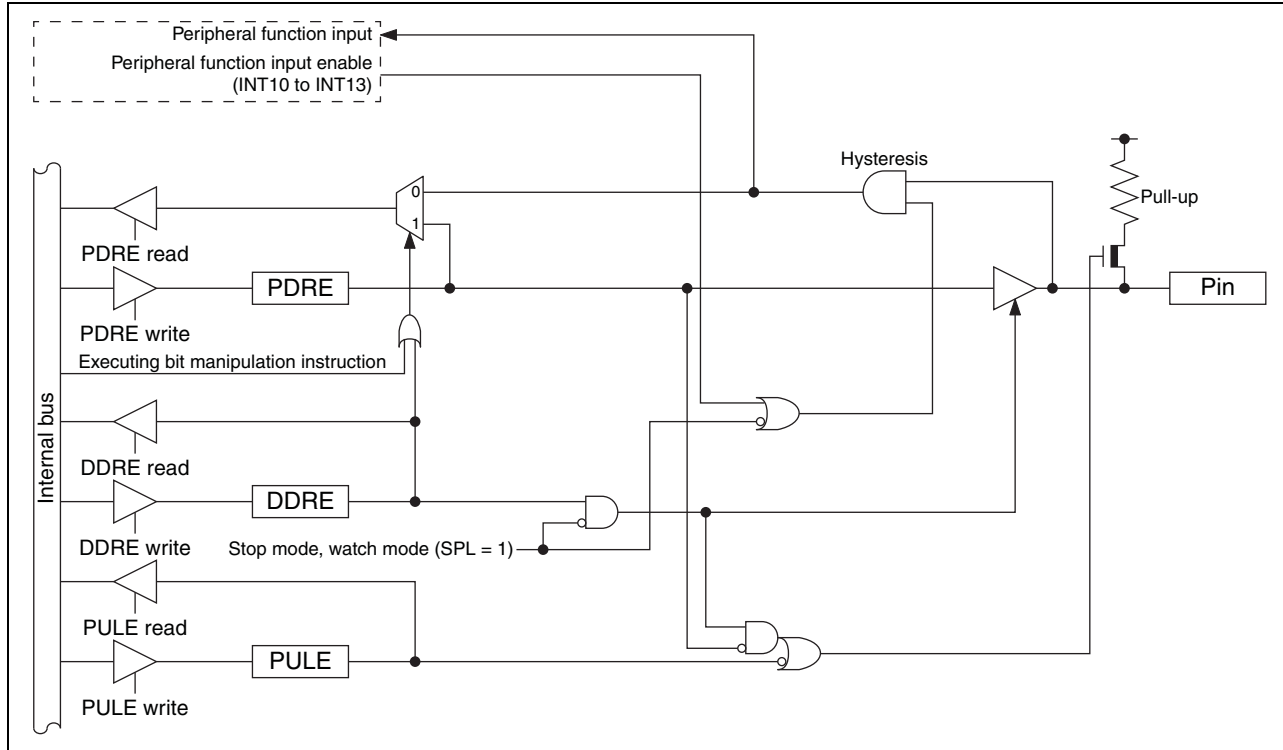 Peripheral function input
Peripheral function input enable
(INT10 to INT13)
Hysteresis
0
Pull-up
1
PDRE read
PDRE
Pin
PDRE write
Executing bit manipulation instruction
Internal bus
DDRE read
DDRE
DDRE write
Stop mode, watch mode (SPL = 1)
PULE read
PULE
PULE write